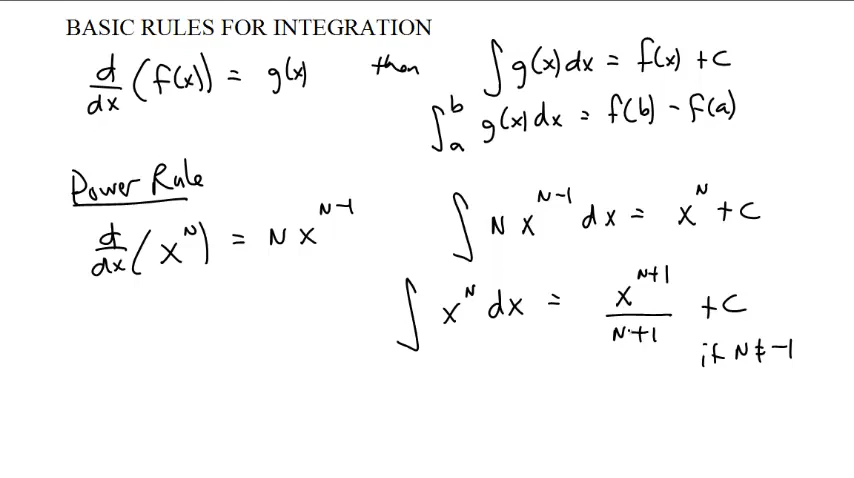 BASIC RULES FOR INTEGRATION
d/dx (f(x)) = g(x) then ∫ g(x) dx = f(x) + C
∫_a^b g(x) dx = f(b) - f(a)
Power Rule
d/dx (x^N) = N x^(N-1) ∫ N x^(N-1) dx = x^N + C
∫ x^N dx = x^(N+1)/(N+1) + C
if N ≠ -1